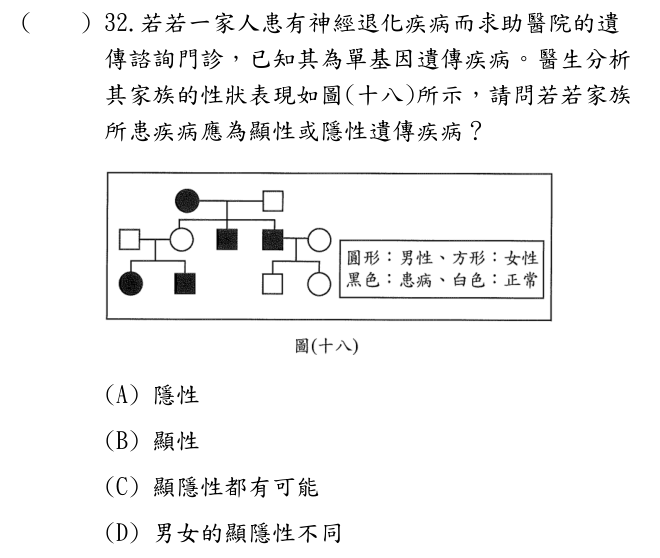 (　　) 32.若若一家人患有神經退化疾病而求助醫院的遺
傳諮詢門診，已知其為單基因遺傳疾病。醫生分析
其家族的性狀表現如圖(十八)所示，請問若若家族
所患疾病應為顯性或隱性遺傳疾病？
圓形：男性、方形：女性
黑色：患病、白色：正常
圖(十八)
(A) 隱性
(B) 顯性
(C) 顯隱性都有可能
(D) 男女的顯隱性不同